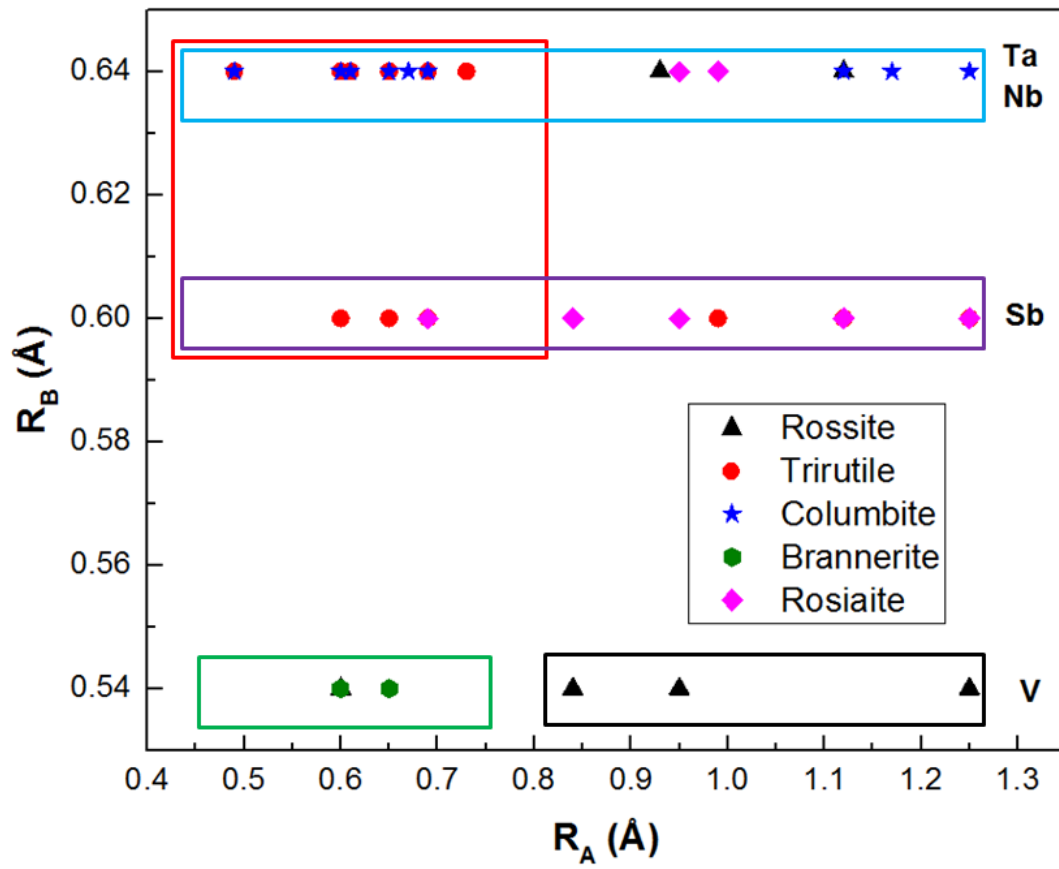 Ta
0.64
Nb
0.62
0.60
Sb
R_B (Å)
0.58
Rossite
Trirutile
0.56
Columbite
Brannerite
Rosiaite
0.54
V
0.4 0.5 0.6 0.7 0.8 0.9 1.0 1.1 1.2 1.3
R_A (Å)